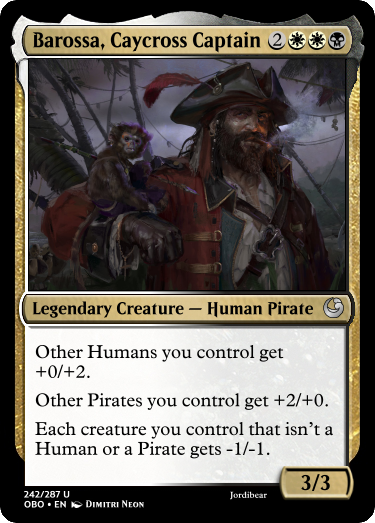 Barossa, Caycross Captain 2
Legendary Creature — Human Pirate
Other Humans you control get
+0/+2.
Other Pirates you control get +2/+0.
Each creature you control that isn't a
Human or a Pirate gets -1/-1.
3/3
242/287 U
OBO • EN Dimitri Neon
Jordibear